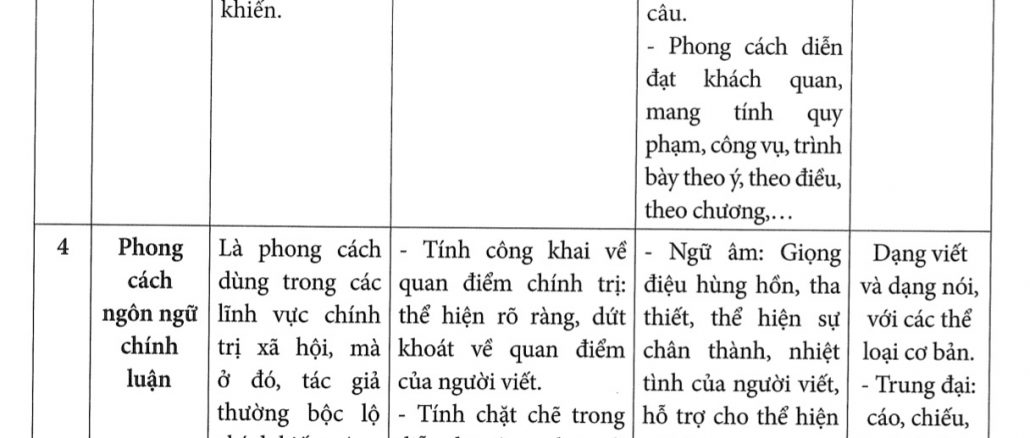 khiến.
câu.
- Phong cách diễn
đạt khách quan,
mang tính quy
phạm, công vụ, trình
bày theo ý, theo điều,
theo chương,…
4
Phong
cách
ngôn ngữ
chính
luận
Là phong cách
dùng trong các
lĩnh vực chính
trị xã hội, mà
ở đó, tác giả
thường bộc lộ
- Tính công khai về
quan điểm chính trị:
thể hiện rõ ràng, dứt
khoát về quan điểm
của người viết.
- Tính chặt chẽ trong
- Ngữ âm: Giọng
điệu hùng hồn, tha
thiết, thể hiện sự
chân thành, nhiệt
tình của người viết,
hỗ trợ cho thể hiện
Dạng viết
và dạng nói,
với các thể
loại cơ bản.
- Trung đại:
cáo, chiếu,